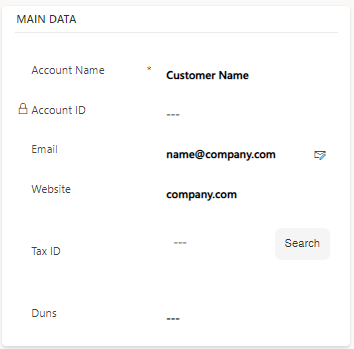 MAIN DATA
Account Name * Customer Name
Account ID ---
Email name@company.com
Website company.com
Tax ID --- Search
Duns ---